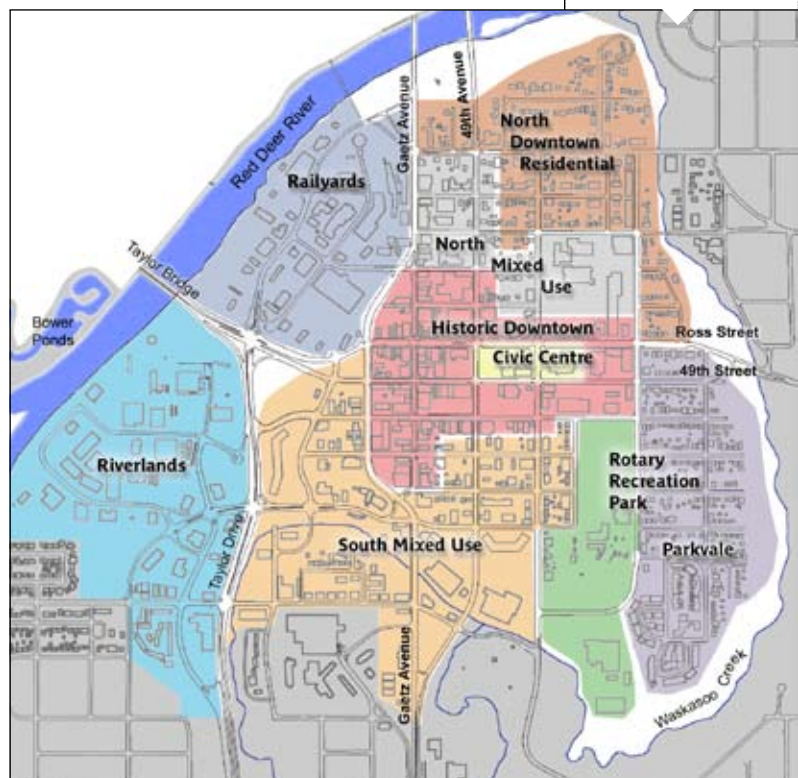 Red Deer River
Gaetz Avenue
49th Avenue
North
Downtown
Residential
Railyards
North
Mixed
Use
Taylor Bridge
Bower
Ponds
Historic Downtown
Ross Street
Civic Centre
49th Street
Riverlands
Rotary
Recreation
Park
Taylor Drive
South Mixed Use
Parkvale
Gaetz Avenue
Waskasoo Creek